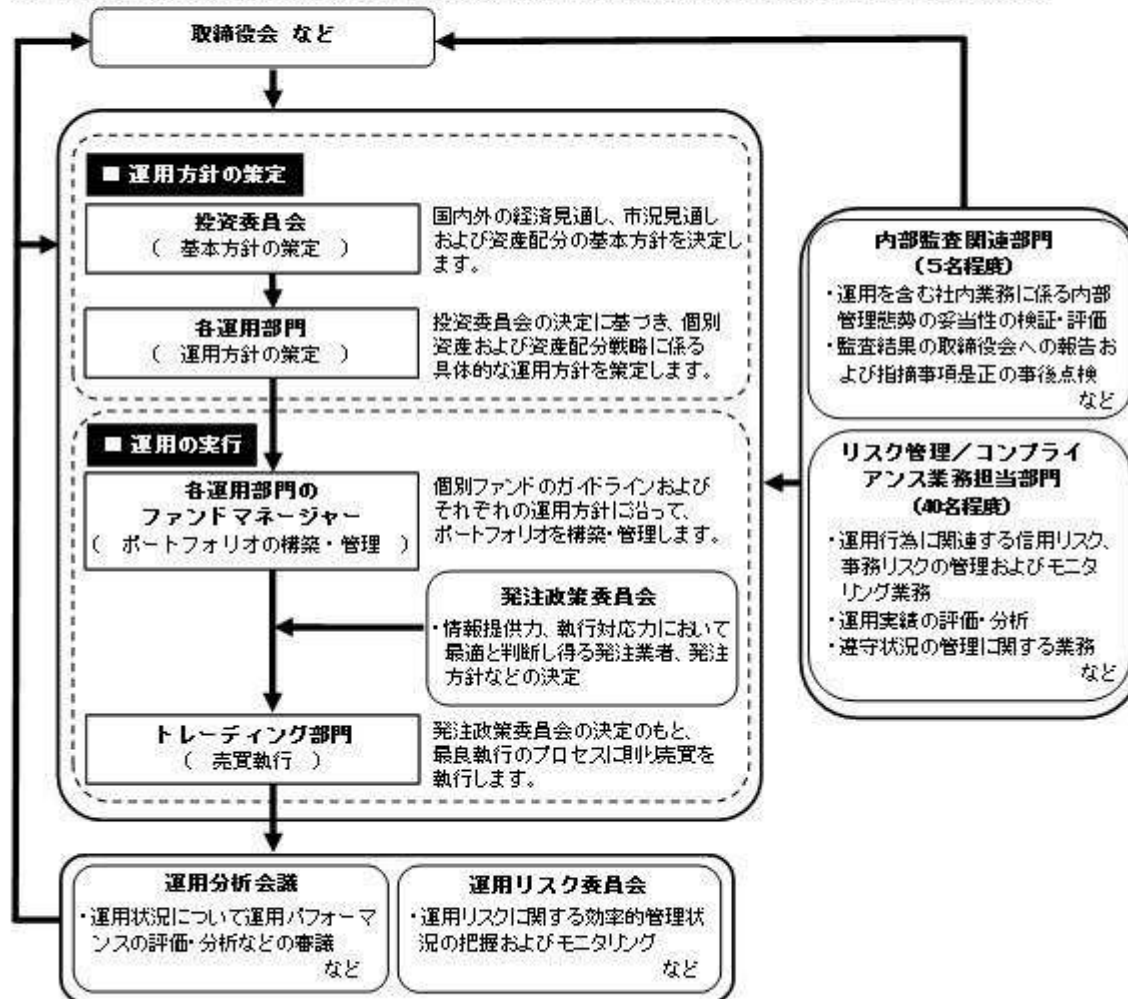 取締役会 など
■ 運用方針の策定
投資委員会
( 基本方針の策定 )
国内外の経済見通し、市況見通し
および資産配分の基本方針を決定し
ます。
各運用部門
( 運用方針の策定 )
投資委員会の決定に基づき、個別
資産および資産配分戦略に係る
具体的な運用方針を策定します。
■ 運用の実行
各運用部門の
ファンドマネージャー
( ポートフォリオの構築・管理 )
個別ファンドのガイドラインおよび
それぞれの運用方針に沿って、
ポートフォリオを構築・管理します。
発注政策委員会
・情報提供力、執行対応力において
最適と判断し得る発注業者、発注
方針などの決定
トレーディング部門
( 売買執行 )
発注政策委員会の決定のもと、
最良執行のプロセスに則り売買を
執行します。
内部監査関連部門
(5名程度)
・運用を含む社内業務に係る内部
管理態勢の妥当性の検証・評価
・監査結果の取締役会への報告お
よび指摘事項是正の事後点検
など
リスク管理/コンプライ
アンス業務担当部門
(40名程度)
・運用行為に関連する信用リスク、
事務リスクの管理およびモニタ
リング業務
・運用実績の評価・分析
・遵守状況の管理に関する業務
など
運用分析会議
・運用状況について運用パフォーマ
ンスの評価・分析などの審議
など
運用リスク委員会
・運用リスクに関する効率的管理状
況の把握およびモニタリング
など